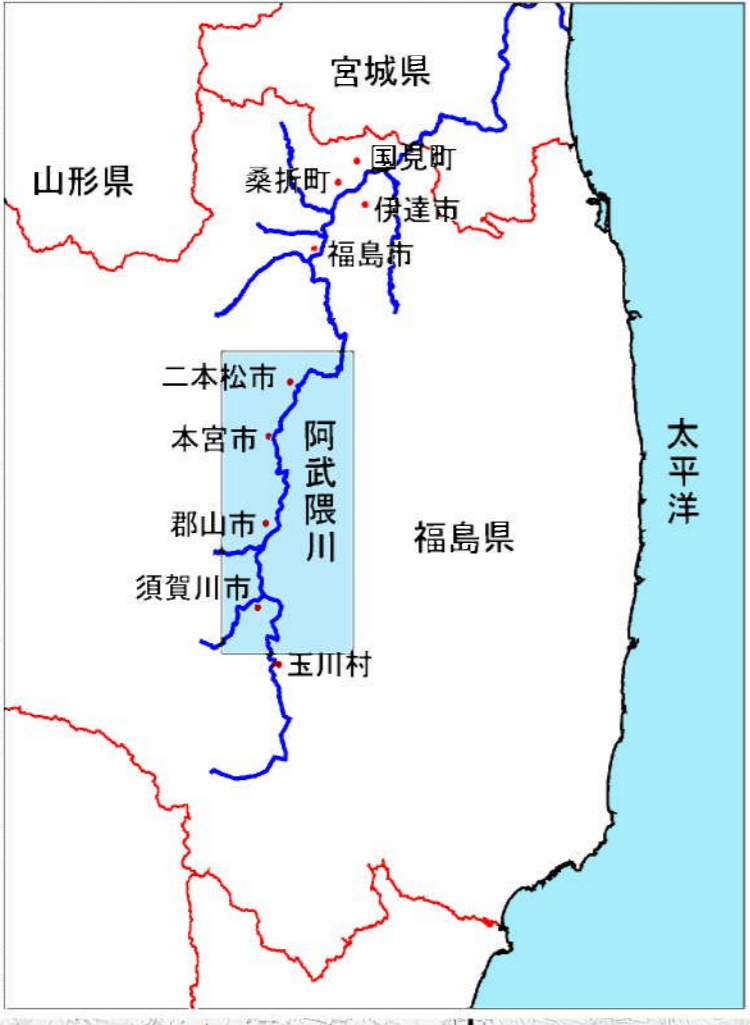 宮城県
国見町
山形県
桑折町
伊達市
福島市
二本松市
本宮市
阿武隈川
太平洋
郡山市
福島県
須賀川市
玉川村